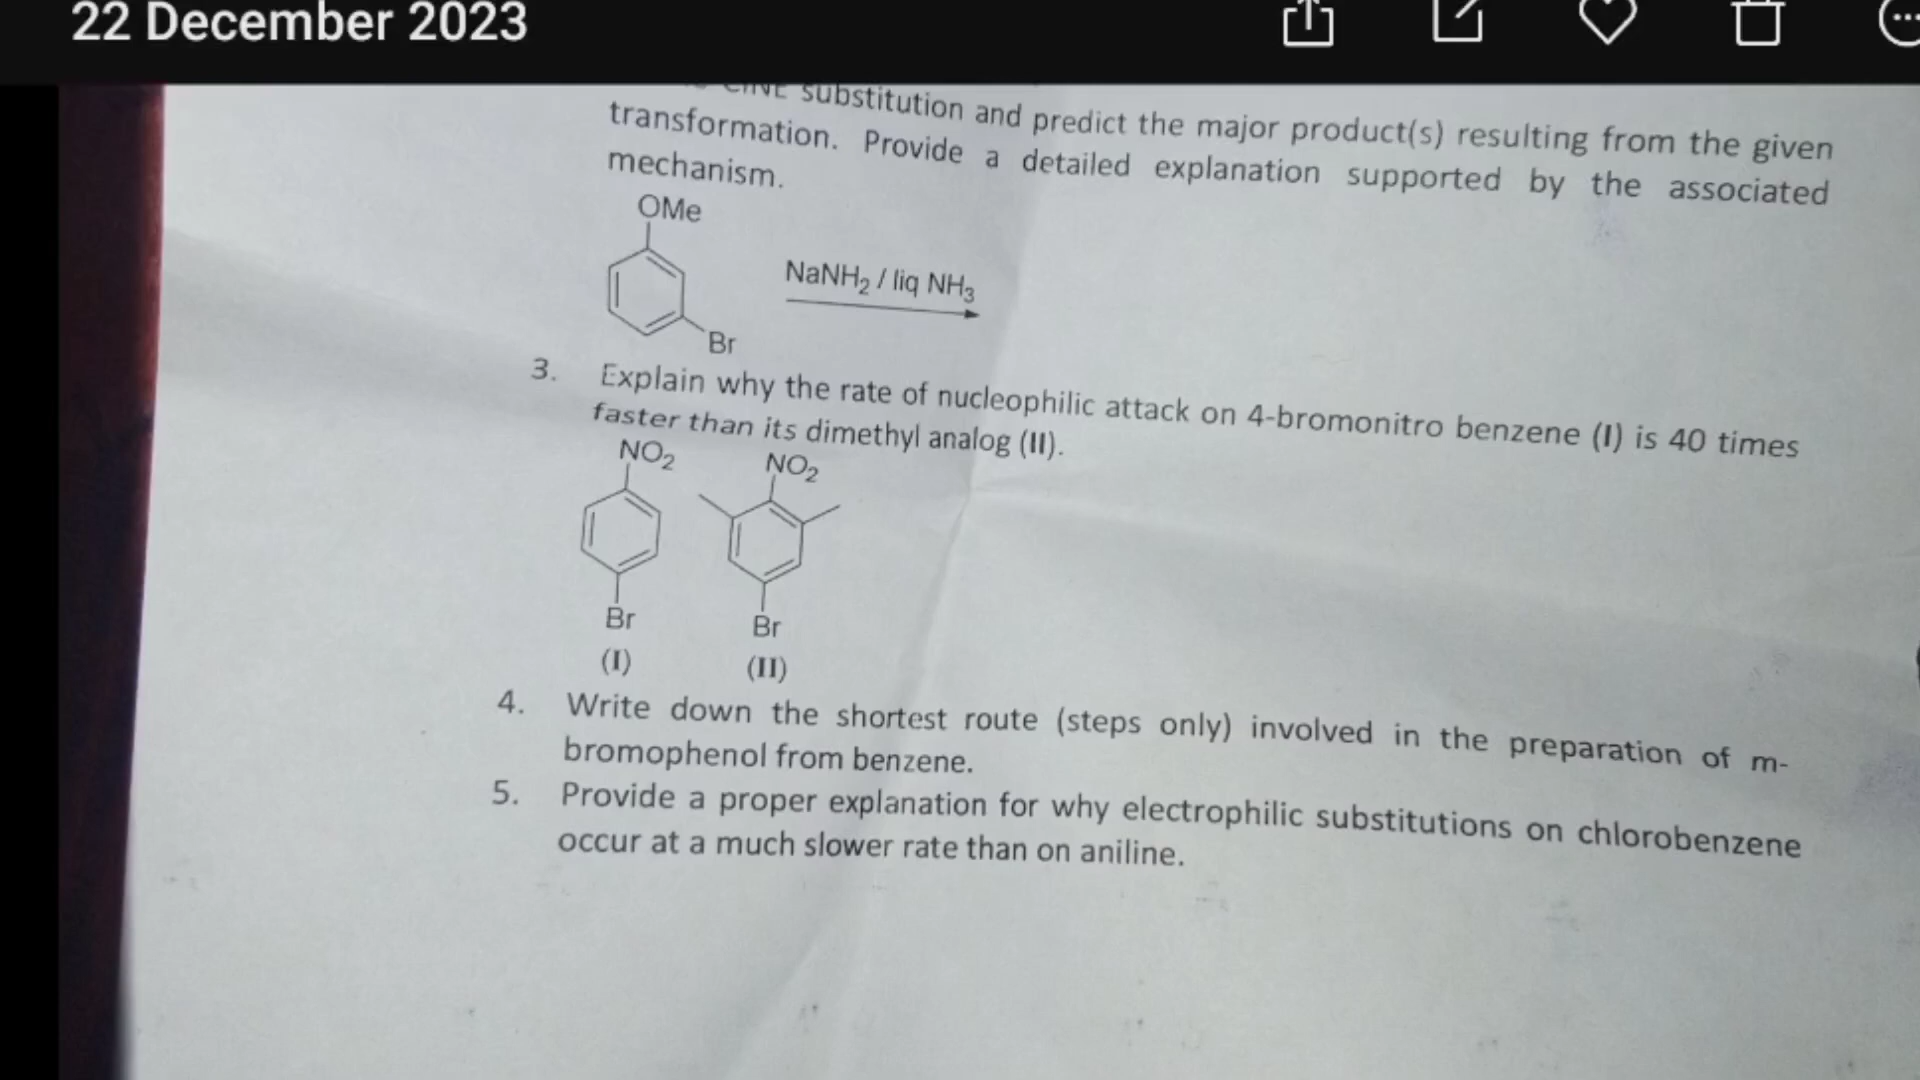 22 December 2023
CINE substitution and predict the major product(s) resulting from the given
transformation. Provide a detailed explanation supported by the associated
mechanism.
OMe
NaNH₂ / liq NH₃
Br
3. Explain why the rate of nucleophilic attack on 4-bromonitro benzene (I) is 40 times
faster than its dimethyl analog (II).
NO₂ NO₂
Br Br
(I) (II)
4. Write down the shortest route (steps only) involved in the preparation of m-
bromophenol from benzene.
5. Provide a proper explanation for why electrophilic substitutions on chlorobenzene
occur at a much slower rate than on aniline.